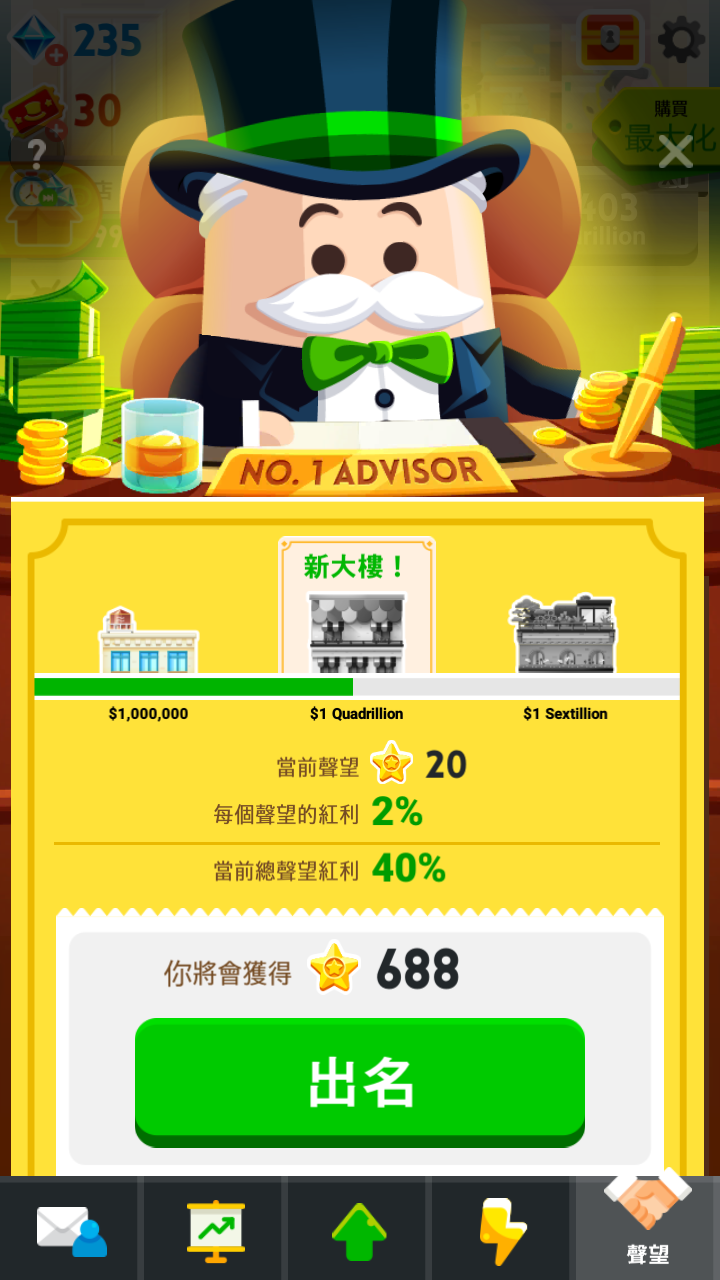 235
購買
30
最大化
?
403
99
NO. 1 ADVISOR
新大樓！
$1,000,000
$1 Quadrillion
$1 Sextillion
當前聲望 20
每個聲望的紅利 2%
當前總聲望紅利 40%
你將會獲得 688
出名
聲望